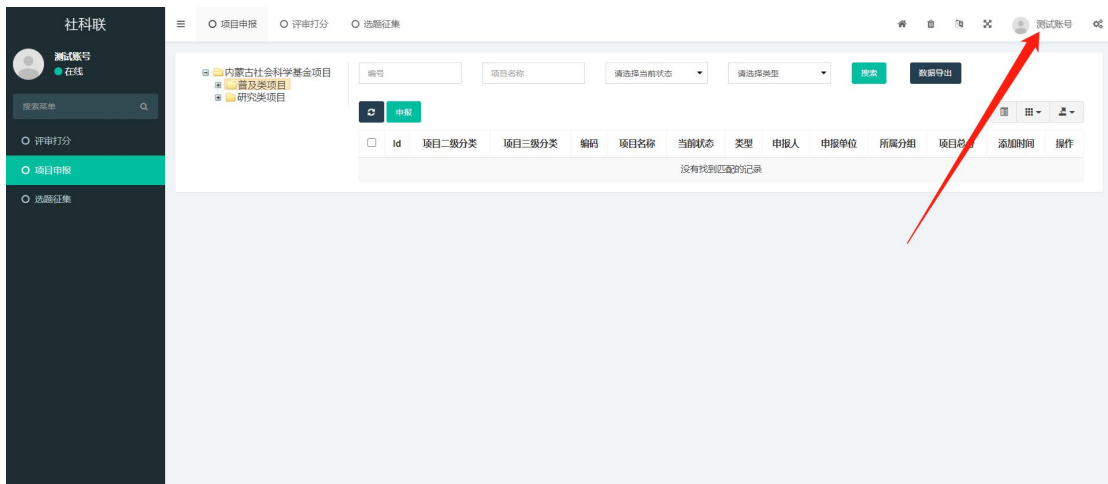 社科联
项目申报
评审打分
选题征集
测试账号
测试账号
在线
搜索菜单
评审打分
项目申报
选题征集
内蒙古社会科学基金项目
普及类项目
研究类项目
编号
项目名称
请选择当前状态
请选择类型
搜索
数据导出
申报
Id 项目二级分类 项目三级分类 编码 项目名称 当前状态 类型 申报人 申报单位 所属分组 项目总 添加时间 操作
没有找到匹配的记录